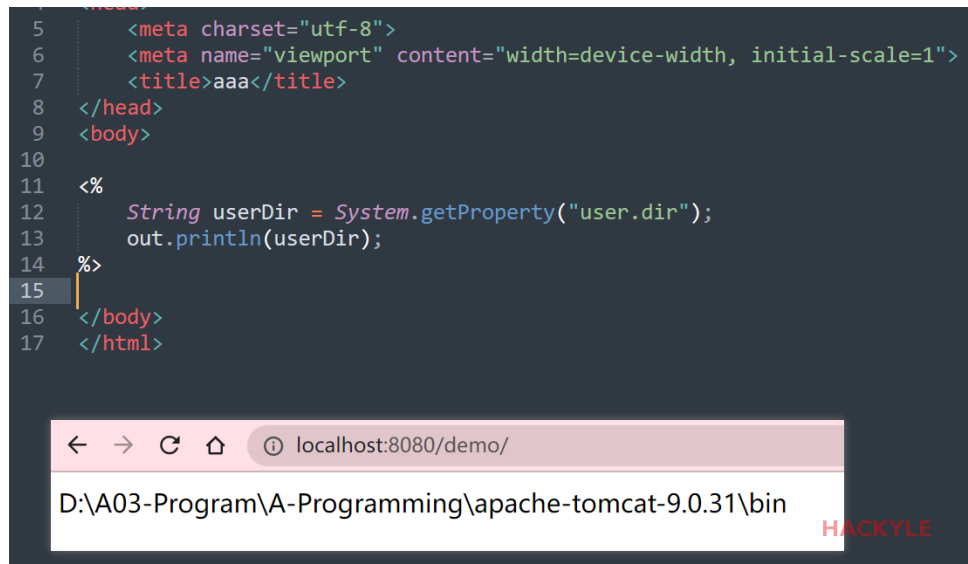 4 <head>
5 <meta charset="utf-8">
6 <meta name="viewport" content="width=device-width, initial-scale=1">
7 <title>aaa</title>
8 </head>
9 <body>
10
11 <%
12 String userDir = System.getProperty("user.dir");
13 out.println(userDir);
14 %>
15
16 </body>
17 </html>
localhost:8080/demo/
D:\A03-Program\A-Programming\apache-tomcat-9.0.31\bin
HACKYLE